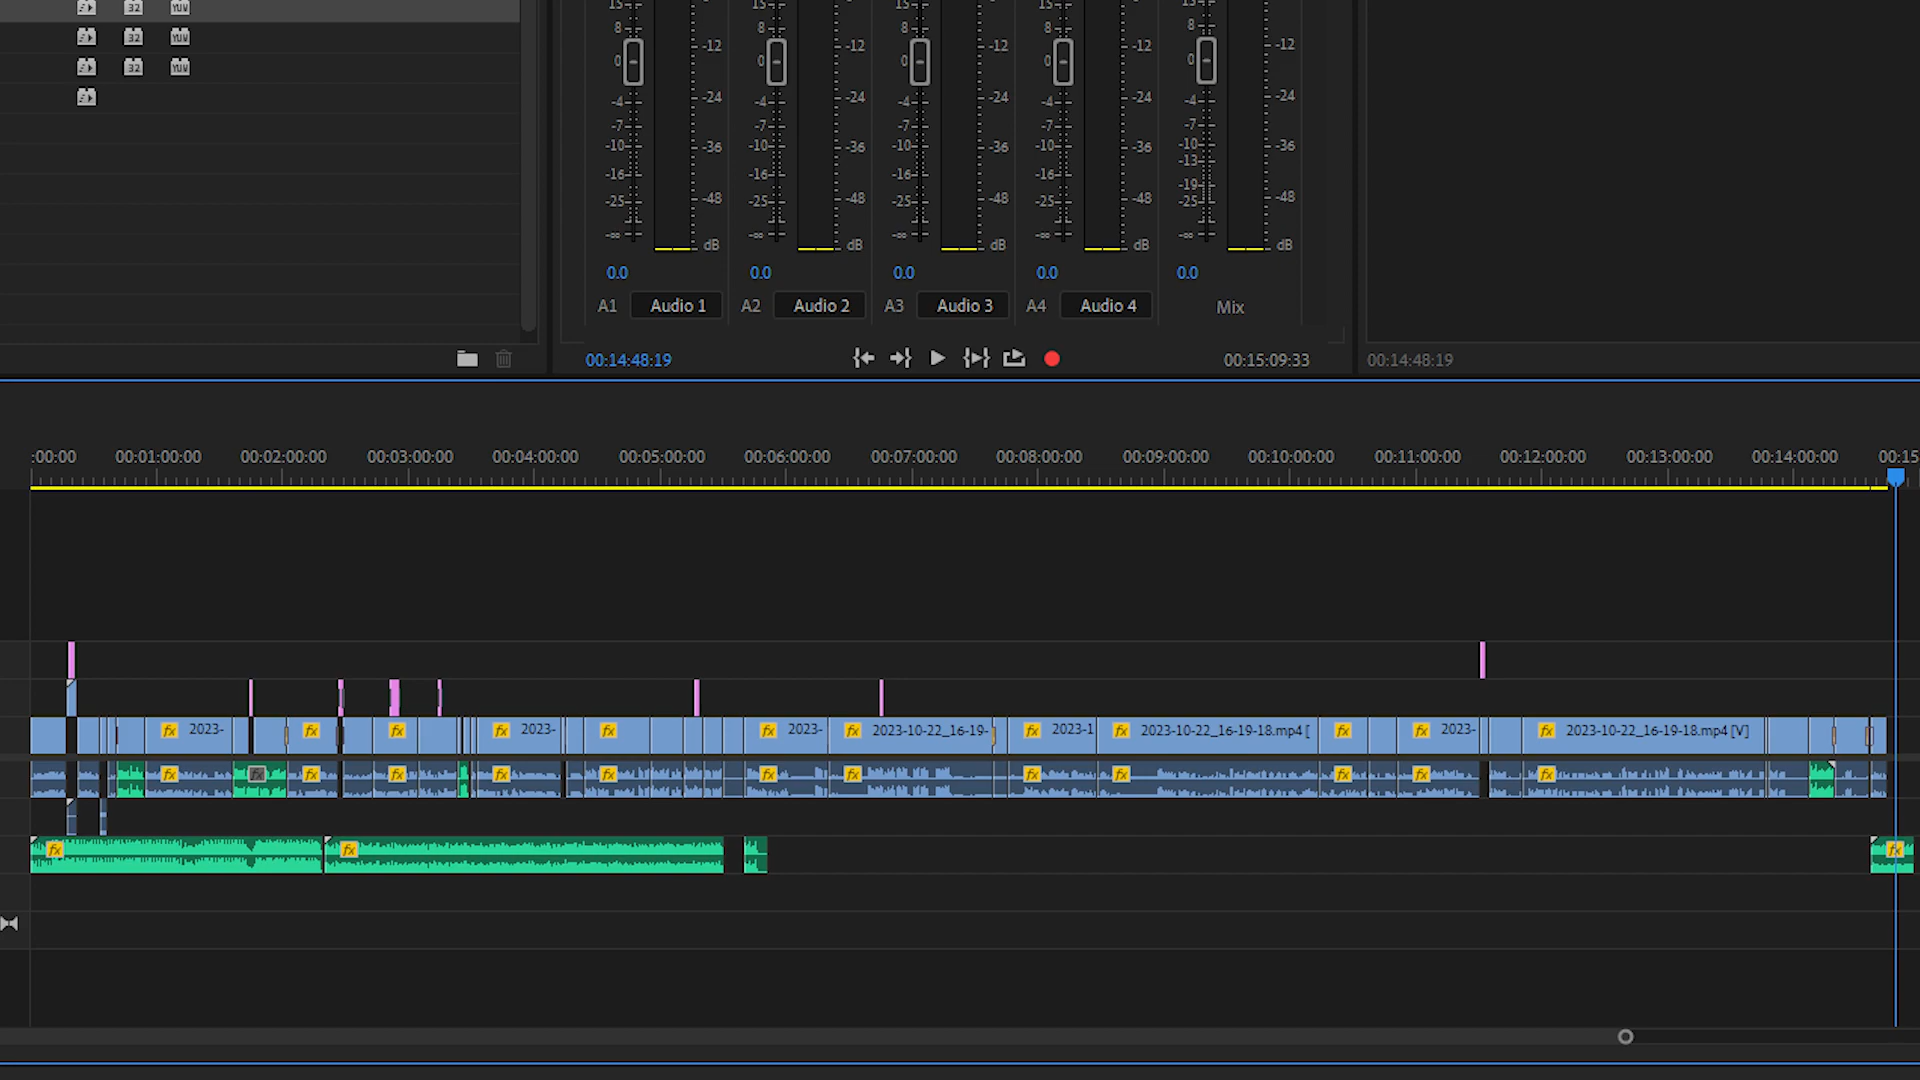 32 YUV
32 YUV
32 YUV
15 15 15 15 15
8 8 8 8 8
-12 -12 -12 -12 -12
0 0 0 0 0
-24 -24 -24 -24 -24
-4 -4 -4 -4 -4
-7 -7 -7 -7 -7
-10 -36 -10 -36 -10 -36 -10 -36 -10 -36
-13
-16 -16 -16 -16 -19
-25 -48 -25 -48 -25 -48 -25 -48 -25 -48
-∞ dB -∞ dB -∞ dB -∞ dB -∞ dB
0.0 0.0 0.0 0.0 0.0
A1 Audio 1 A2 Audio 2 A3 Audio 3 A4 Audio 4 Mix
00:14:48:19 00:15:09:33 00:14:48:19
:00:00 00:01:00:00 00:02:00:00 00:03:00:00 00:04:00:00 00:05:00:00 00:06:00:00 00:07:00:00 00:08:00:00 00:09:00:00 00:10:00:00 00:11:00:00 00:12:00:00 00:13:00:00 00:14:00:00 00:15
fx 2023- fx fx fx 2023- fx fx 2023- fx 2023-10-22_16-19- fx 2023-1 fx 2023-10-22_16-19-18.mp4 [ fx fx 2023- fx 2023-10-22_16-19-18.mp4 [V]
fx fx fx fx fx fx fx fx fx fx fx fx fx
fx fx fx